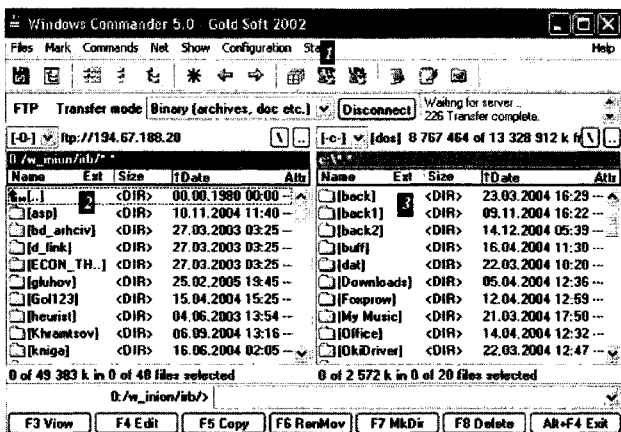 Windows Commander 5.0 - Gold Soft 2002
Files Mark Commands Net Show Configuration Sta Help
1
FTP Transfer mode Binary (archives, doc etc.) Disconnect Waiting for server...
226 Transfer complete.
[-0-] ftp://194.67.188.20 \ ..
[-c-] [dos] 8 767 464 of 13 328 912 k fr \ ..
0:/w_inion/irb/*.*
c:\*.*
Name Ext Size ↑Date Attr
[..] <DIR> 00.00.1980 00:00 --
2
[asp] <DIR> 10.11.2004 11:40 --
[bd_arhciv] <DIR> 27.03.2003 03:25 --
[d_link] <DIR> 27.03.2003 03:25 --
[ECON_TH..] <DIR> 27.03.2003 03:25 --
[gluhov] <DIR> 25.02.2005 19:45 --
[Gol123] <DIR> 15.04.2004 15:25 --
[heurist] <DIR> 04.06.2003 13:54 --
[Khramtsov] <DIR> 06.09.2004 13:16 --
[kniga] <DIR> 16.06.2004 02:05 --
0 of 49 383 k in 0 of 48 files selected
Name Ext Size ↑Date Attr
[back] <DIR> 23.03.2004 16:29 ---
3
[back1] <DIR> 09.11.2004 16:22 ---
[back2] <DIR> 14.12.2004 05:39 ---
[buff] <DIR> 16.04.2004 11:30 ---
[dat] <DIR> 22.03.2004 10:20 ---
[Downloads] <DIR> 05.04.2004 12:36 ---
[Foxprow] <DIR> 12.04.2004 12:59 ---
[My Music] <DIR> 21.03.2004 17:50 ---
[Office] <DIR> 14.04.2004 12:32 ---
[OkiDriver] <DIR> 22.03.2004 12:47 ---
0 of 2 572 k in 0 of 20 files selected
0:/w_inion/irb/>
F3 View F4 Edit F5 Copy F6 RenMov F7 MkDir F8 Delete Alt+F4 Exit